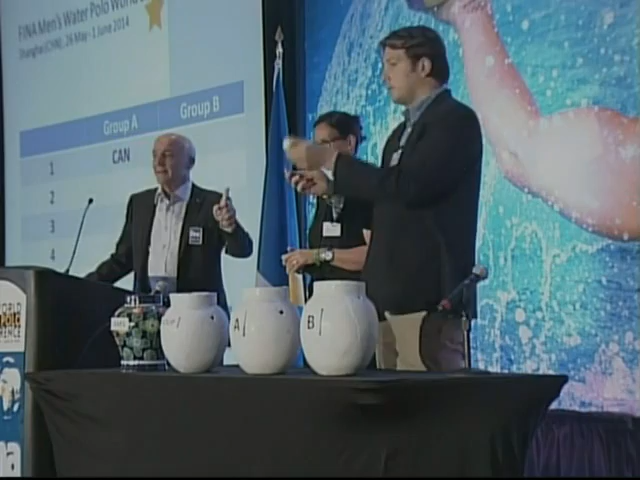 FINA Men's Water Polo World
Shanghai (CHN), 26 May - 1 June 2014
Group A Group B
1 CAN
2
3
4
A/
B/
WORLD